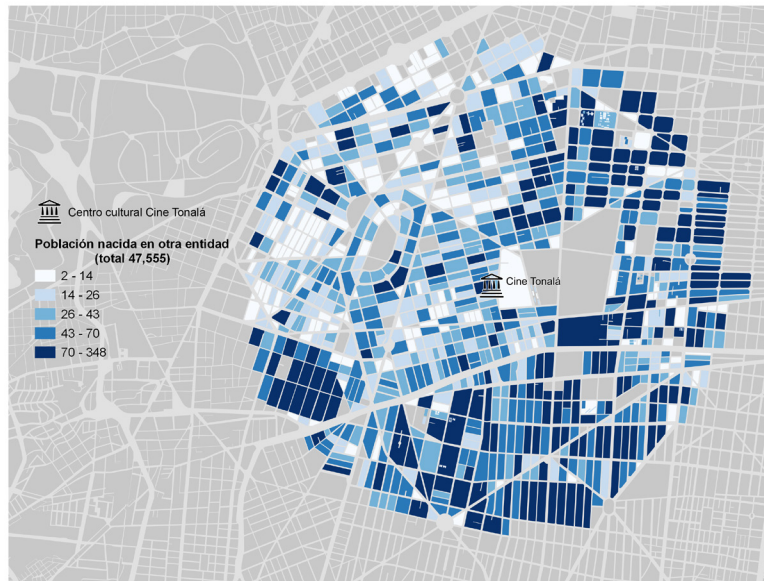 Centro cultural Cine Tonalá
Población nacida en otra entidad
(total 47,555)
2 - 14
14 - 26
26 - 43
43 - 70
70 - 348
Cine Tonalá